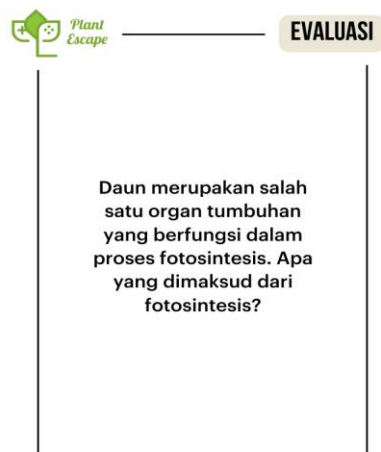 Plant
Escape
EVALUASI
Daun merupakan salah
satu organ tumbuhan
yang berfungsi dalam
proses fotosintesis. Apa
yang dimaksud dari
fotosintesis?